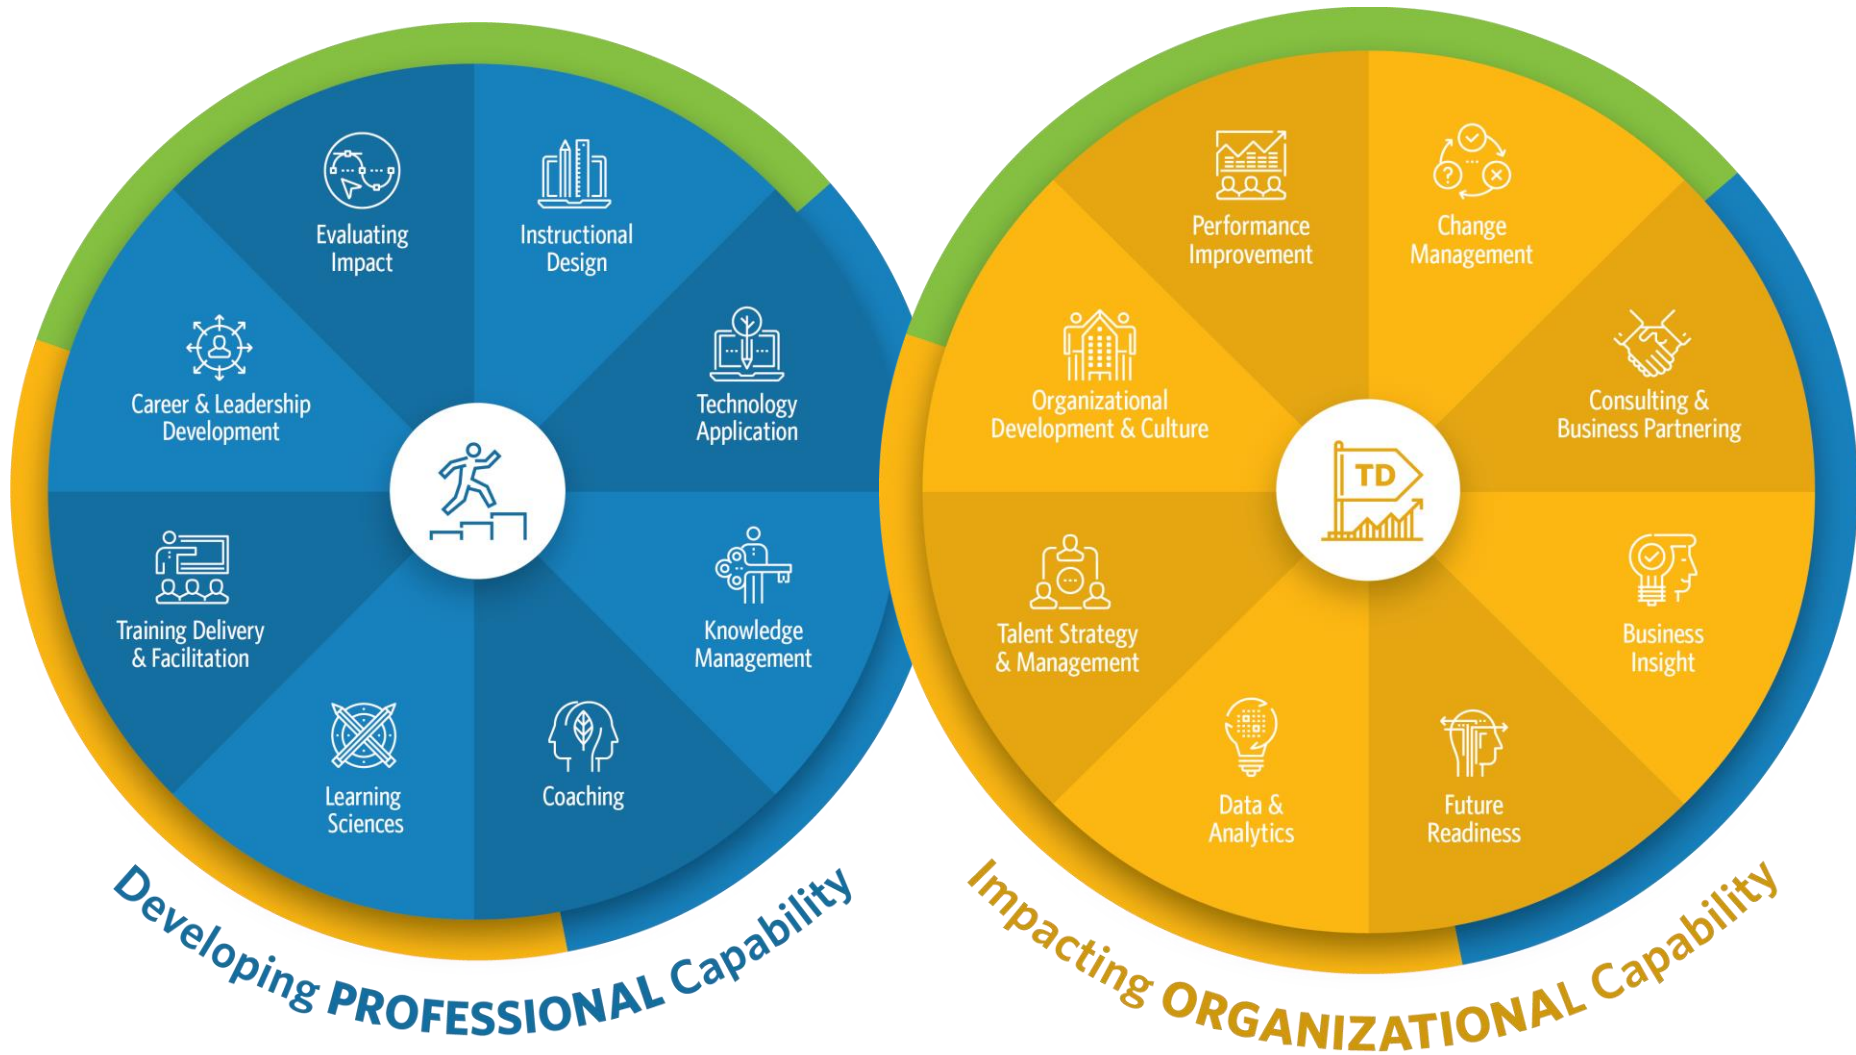 Evaluating
Impact
Instructional
Design
Career & Leadership
Development
Technology
Application
Training Delivery
& Facilitation
Knowledge
Management
Learning
Sciences
Coaching
Developing PROFESSIONAL Capability
Performance
Improvement
Change
Management
Organizational
Development & Culture
Consulting &
Business Partnering
TD
?
Talent Strategy
& Management
Business
Insight
Data &
Analytics
Future
Readiness
Impacting ORGANIZATIONAL Capability